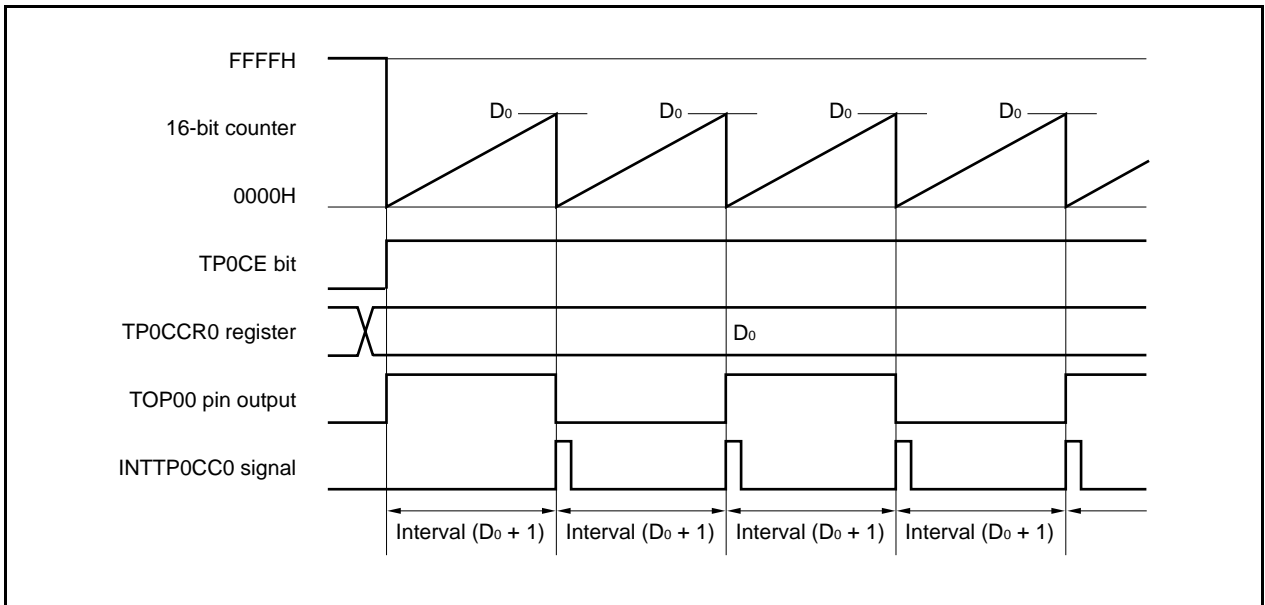 FFFFH
D0 D0 D0 D0
16-bit counter
0000H
TP0CE bit
TP0CCR0 register
D0
TOP00 pin output
INTTP0CC0 signal
Interval (D0 + 1) Interval (D0 + 1) Interval (D0 + 1) Interval (D0 + 1)